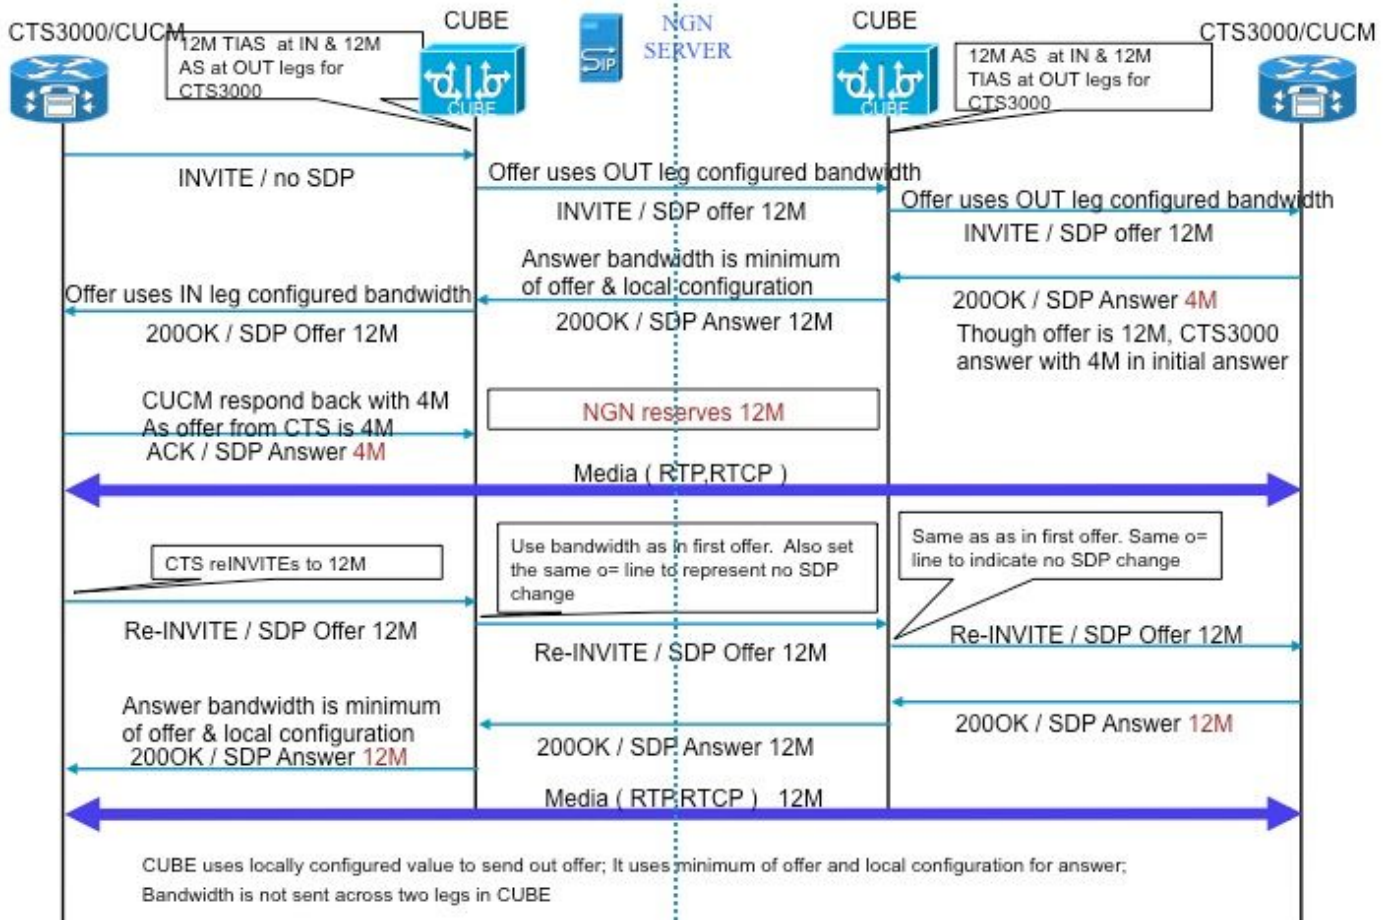 CTS3000/CUCM
CUBE
NGN
SERVER
SIP
CUBE
CTS3000/CUCM
12M TIAS at IN & 12M
AS at OUT legs for
CTS3000
CUBE
12M AS at IN & 12M
TIAS at OUT legs for
CTS3000
CUBE
INVITE / no SDP
Offer uses OUT leg configured bandwidth
INVITE / SDP offer 12M
Offer uses OUT leg configured bandwidth
INVITE / SDP offer 12M
Answer bandwidth is minimum
of offer & local configuration
200OK / SDP Answer 12M
200OK / SDP Answer 4M
Though offer is 12M, CTS3000
answer with 4M in initial answer
Offer uses IN leg configured bandwidth
200OK / SDP Offer 12M
CUCM respond back with 4M
As offer from CTS is 4M
ACK / SDP Answer 4M
NGN reserves 12M
Media ( RTP,RTCP )
CTS reINVITEs to 12M
Use bandwidth as in first offer. Also set
the same o= line to represent no SDP
change
Same as as in first offer. Same o=
line to indicate no SDP change
Re-INVITE / SDP Offer 12M
Re-INVITE / SDP Offer 12M
Re-INVITE / SDP Offer 12M
Answer bandwidth is minimum
of offer & local configuration
200OK / SDP Answer 12M
200OK / SDP Answer 12M
200OK / SDP Answer 12M
Media ( RTP,RTCP ) 12M
CUBE uses locally configured value to send out offer; It uses minimum of offer and local configuration for answer;
Bandwidth is not sent across two legs in CUBE